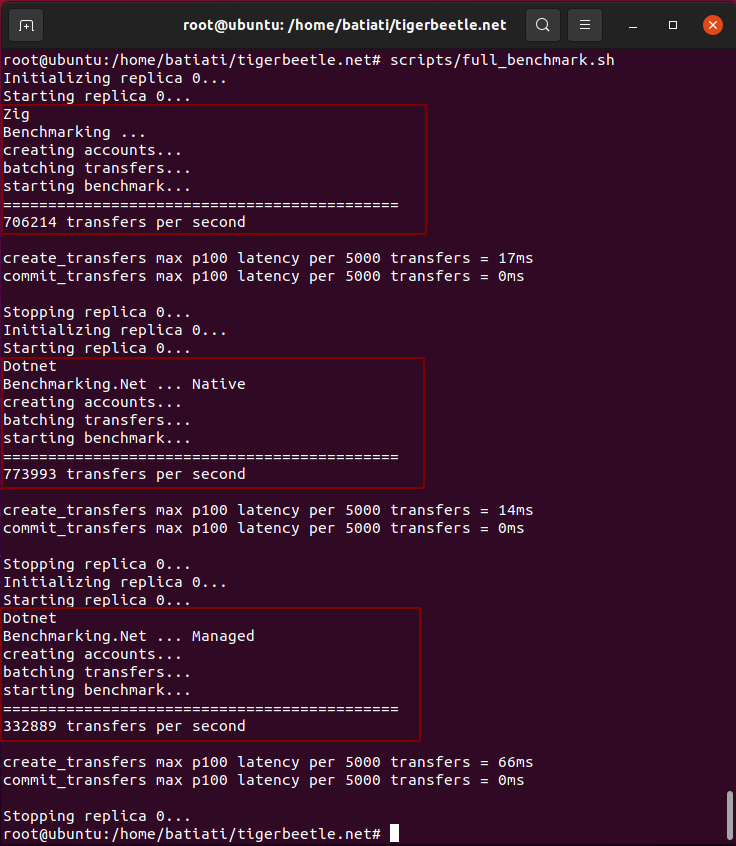 root@ubuntu: /home/batiati/tigerbeetle.net
root@ubuntu:/home/batiati/tigerbeetle.net# scripts/full_benchmark.sh
Initializing replica 0...
Starting replica 0...
Zig
Benchmarking ...
creating accounts...
batching transfers...
starting benchmark...
============================================
706214 transfers per second
create_transfers max p100 latency per 5000 transfers = 17ms
commit_transfers max p100 latency per 5000 transfers = 0ms
Stopping replica 0...
Initializing replica 0...
Starting replica 0...
Dotnet
Benchmarking.Net ... Native
creating accounts...
batching transfers...
starting benchmark...
============================================
773993 transfers per second
create_transfers max p100 latency per 5000 transfers = 14ms
commit_transfers max p100 latency per 5000 transfers = 0ms
Stopping replica 0...
Initializing replica 0...
Starting replica 0...
Dotnet
Benchmarking.Net ... Managed
creating accounts...
batching transfers...
starting benchmark...
============================================
332889 transfers per second
create_transfers max p100 latency per 5000 transfers = 66ms
commit_transfers max p100 latency per 5000 transfers = 0ms
Stopping replica 0...
root@ubuntu:/home/batiati/tigerbeetle.net#